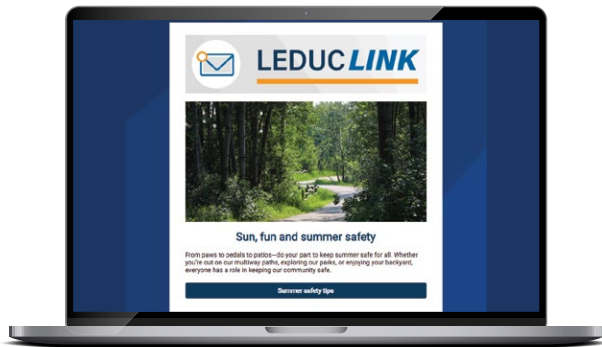 LEDUC LINK
Sun, fun and summer safety
From paws to pedals to patios—do your part to keep summer safe for all. Whether
you're out on our multiway paths, exploring our parks, or enjoying your backyard,
everyone has a role in keeping our community safe.
Summer safety tips